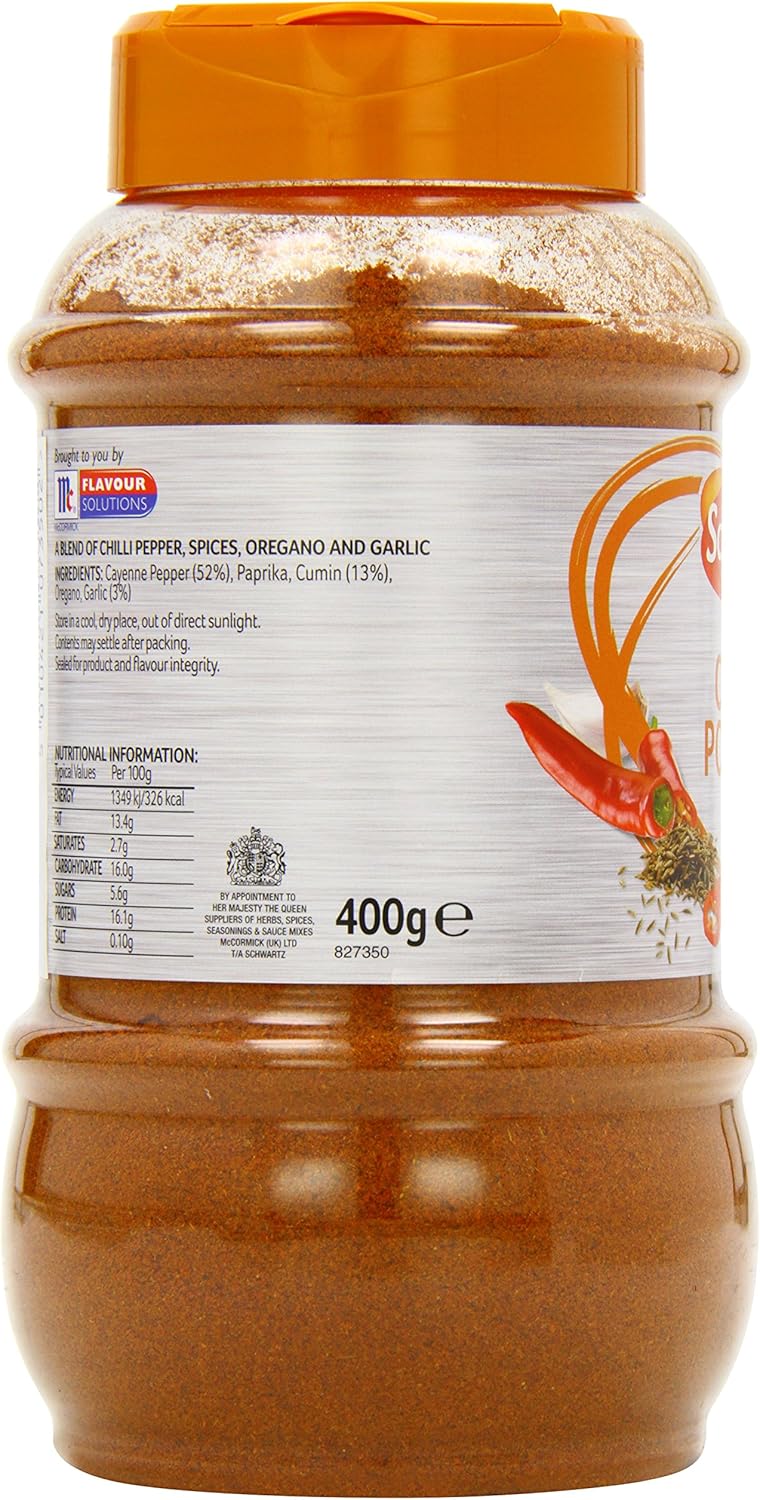 Brought to you by
Mc
FLAVOUR
SOLUTIONS
McCORMICK
A BLEND OF CHILLI PEPPER, SPICES, OREGANO AND GARLIC
INGREDIENTS: Cayenne Pepper (52%), Paprika, Cumin (13%),
Oregano, Garlic (3%)
Store in a cool, dry place, out of direct sunlight.
Contents may settle after packing.
Sealed for product and flavour integrity.
NUTRITIONAL INFORMATION:
Typical Values Per 100g
ENERGY 1349 kJ/326 kcal
FAT 13.4g
SATURATES 2.7g
CARBOHYDRATE 16.0g
SUGARS 5.6g
PROTEIN 16.1g
SALT 0.10g
BY APPOINTMENT TO
HER MAJESTY THE QUEEN
SUPPLIERS OF HERBS, SPICES,
SEASONINGS & SAUCE MIXES
McCORMICK (UK) LTD
T/A SCHWARTZ
400g e
827350